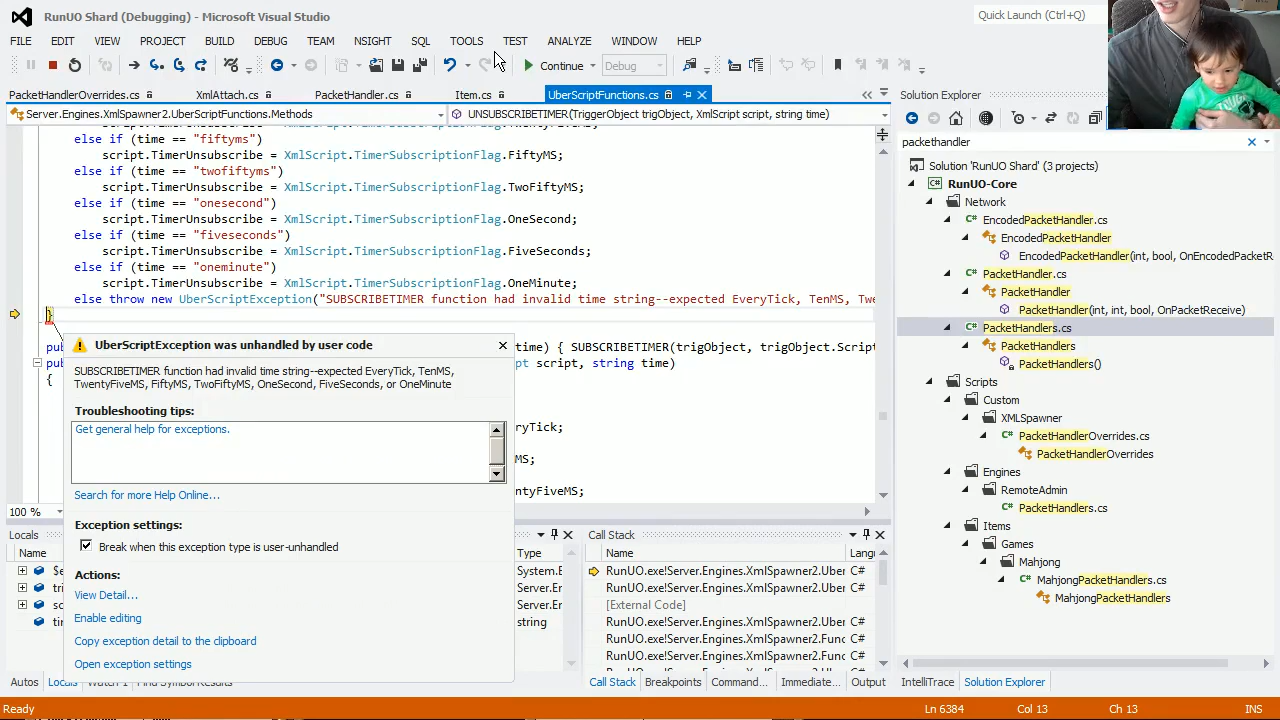 RunUO Shard (Debugging) - Microsoft Visual Studio
Quick Launch (Ctrl+Q)
FILE EDIT VIEW PROJECT BUILD DEBUG TEAM NSIGHT SQL TOOLS TEST ANALYZE WINDOW HELP
Continue Debug
PacketHandlerOverrides.cs XmlAttach.cs PacketHandler.cs Item.cs UberScriptFunctions.cs
Server.Engines.XmlSpawner2.UberScriptFunctions.Methods UNSUBSCRIBETIMER(TriggerObject trigObject, XmlScript script, string time)
else if (time == "fiftyms")
script.TimerUnsubscribe = XmlScript.TimerSubscriptionFlag.FiftyMS;
else if (time == "twofiftyms")
script.TimerUnsubscribe = XmlScript.TimerSubscriptionFlag.TwoFiftyMS;
else if (time == "onesecond")
script.TimerUnsubscribe = XmlScript.TimerSubscriptionFlag.OneSecond;
else if (time == "fiveseconds")
script.TimerUnsubscribe = XmlScript.TimerSubscriptionFlag.FiveSeconds;
else if (time == "oneminute")
script.TimerUnsubscribe = XmlScript.TimerSubscriptionFlag.OneMinute;
else throw new UberScriptException("SUBSCRIBETIMER function had invalid time string--expected EveryTick, TenMS, Twe
}
pu time) { SUBSCRIBETIMER(trigObject, trigObject.Script
pu t script, string time)
{
eryTick;
MS;
entyFiveMS;
UberScriptException was unhandled by user code
SUBSCRIBETIMER function had invalid time string--expected EveryTick, TenMS,
TwentyFiveMS, FiftyMS, TwoFiftyMS, OneSecond, FiveSeconds, or OneMinute
Troubleshooting tips:
Get general help for exceptions.
Search for more Help Online...
Exception settings:
Break when this exception type is user-unhandled
Actions:
View Detail...
Enable editing
Copy exception detail to the clipboard
Open exception settings
100 %
Locals
Name Type
$e System.E
tri Server.Er
sc Server.Er
tin string
Autos Locals Watch 1 Find Symbol Results
Call Stack
Name Lang
RunUO.exe!Server.Engines.XmlSpawner2.Uber C#
RunUO.exe!Server.Engines.XmlSpawner2.Uber C#
[External Code]
RunUO.exe!Server.Engines.XmlSpawner2.Uber C#
RunUO.exe!Server.Engines.XmlSpawner2.Func C#
RunUO.exe!Server.Engines.XmlSpawner2.Uber C#
Call Stack Breakpoints Command... Immediate... Output
Solution Explorer
packethandler
Solution 'RunUO Shard' (3 projects)
RunUO-Core
Network
EncodedPacketHandler.cs
EncodedPacketHandler
EncodedPacketHandler(int, bool, OnEncodedPacketR
PacketHandler.cs
PacketHandler
PacketHandler(int, int, bool, OnPacketReceive)
PacketHandlers.cs
PacketHandlers
PacketHandlers()
Scripts
Custom
XMLSpawner
PacketHandlerOverrides.cs
PacketHandlerOverrides
Engines
RemoteAdmin
PacketHandlers.cs
Items
Games
Mahjong
MahjongPacketHandlers.cs
MahjongPacketHandlers
IntelliTrace Solution Explorer
Ready Ln 6384 Col 13 Ch 13 INS